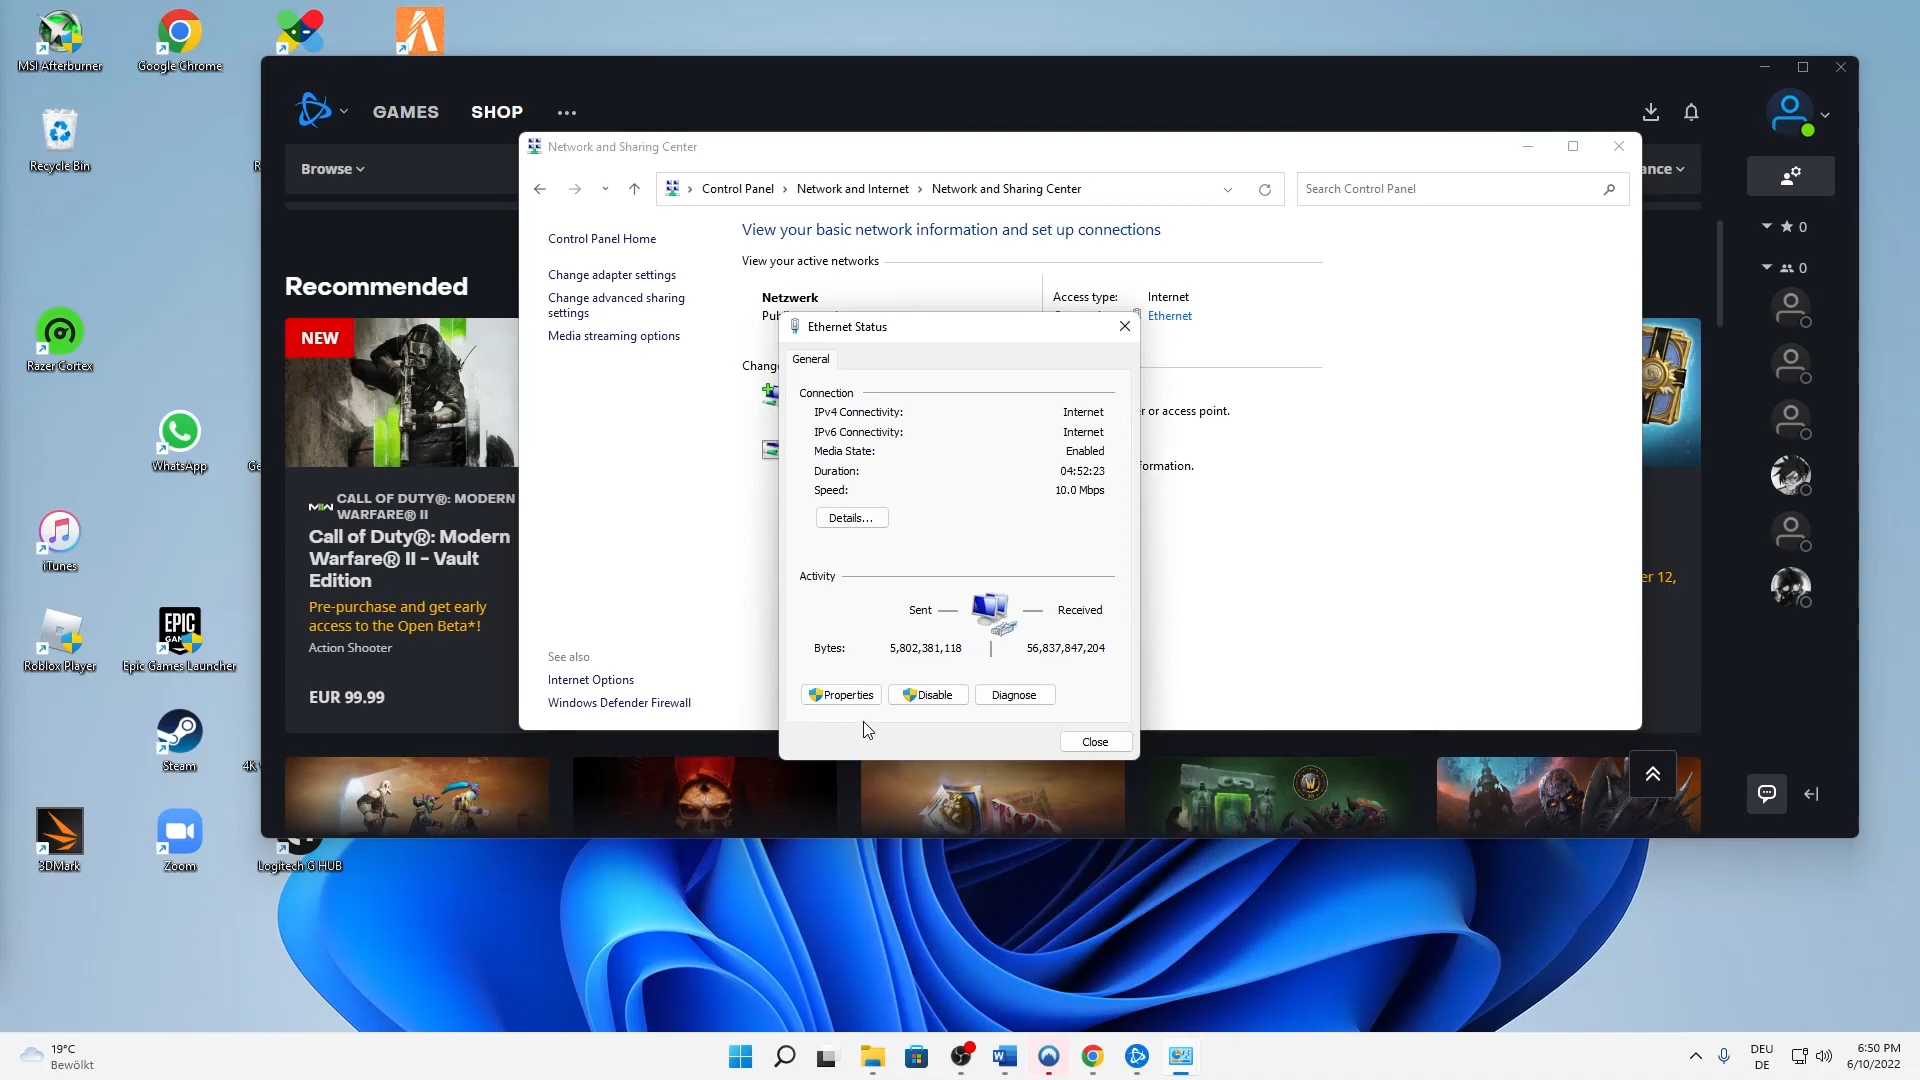 MSI Afterburner
Google Chrome
Recycle Bin
Razer Cortex
WhatsApp
iTunes
Roblox Player
EPIC
GAMES
Epic Games Launcher
Steam
3DMark
Zoom
Logitech G HUB
GAMES
SHOP
Browse
ance
0
0
Recommended
NEW
CALL OF DUTY®: MODERN
WARFARE® II
Call of Duty®: Modern
Warfare® II - Vault
Edition
Pre-purchase and get early
access to the Open Beta*!
Action Shooter
EUR 99.99
er 12,
Network and Sharing Center
Control Panel
Network and Internet
Network and Sharing Center
Search Control Panel
Control Panel Home
Change adapter settings
Change advanced sharing
settings
Media streaming options
See also
Internet Options
Windows Defender Firewall
View your basic network information and set up connections
View your active networks
Netzwerk
Access type:
Internet
Ethernet
Chang
r or access point.
ormation.
Ethernet Status
General
Connection
IPv4 Connectivity:
Internet
IPv6 Connectivity:
Internet
Media State:
Enabled
Duration:
04:52:23
Speed:
10.0 Mbps
Details...
Activity
Sent
Received
Bytes:
5,802,381,118
56,837,847,204
Properties
Disable
Diagnose
Close
19°C
Bewölkt
DEU
DE
6:50 PM
6/10/2022